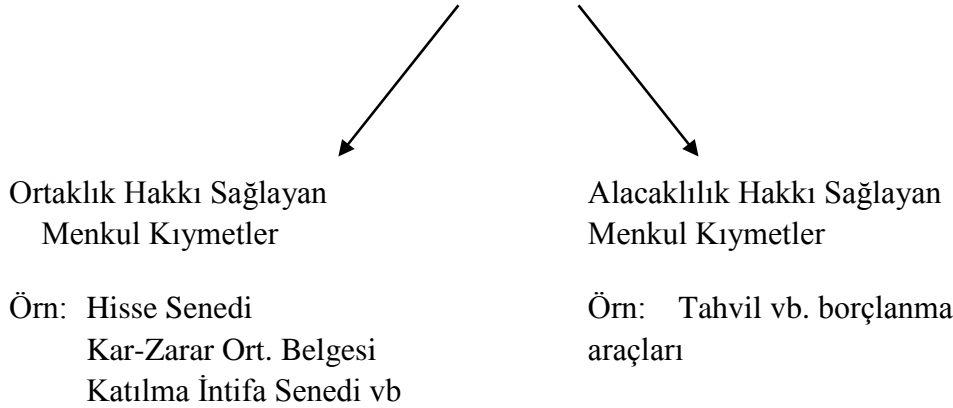 Ortaklık Hakkı Sağlayan
Menkul Kıymetler
Örn: Hisse Senedi
Kar-Zarar Ort. Belgesi
Katılma İntifa Senedi vb
Alacaklılık Hakkı Sağlayan
Menkul Kıymetler
Örn: Tahvil vb. borçlanma
araçları